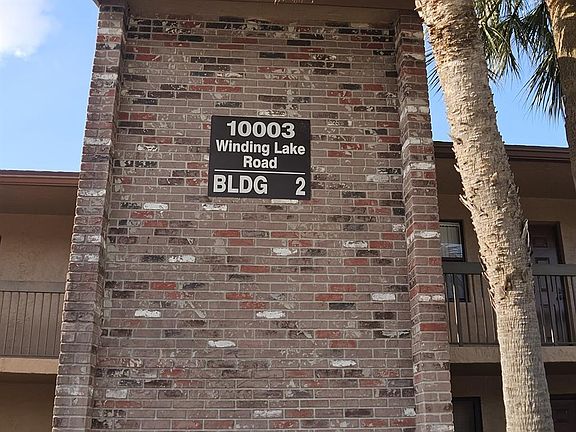 10003
Winding Lake
Road
BLDG 2